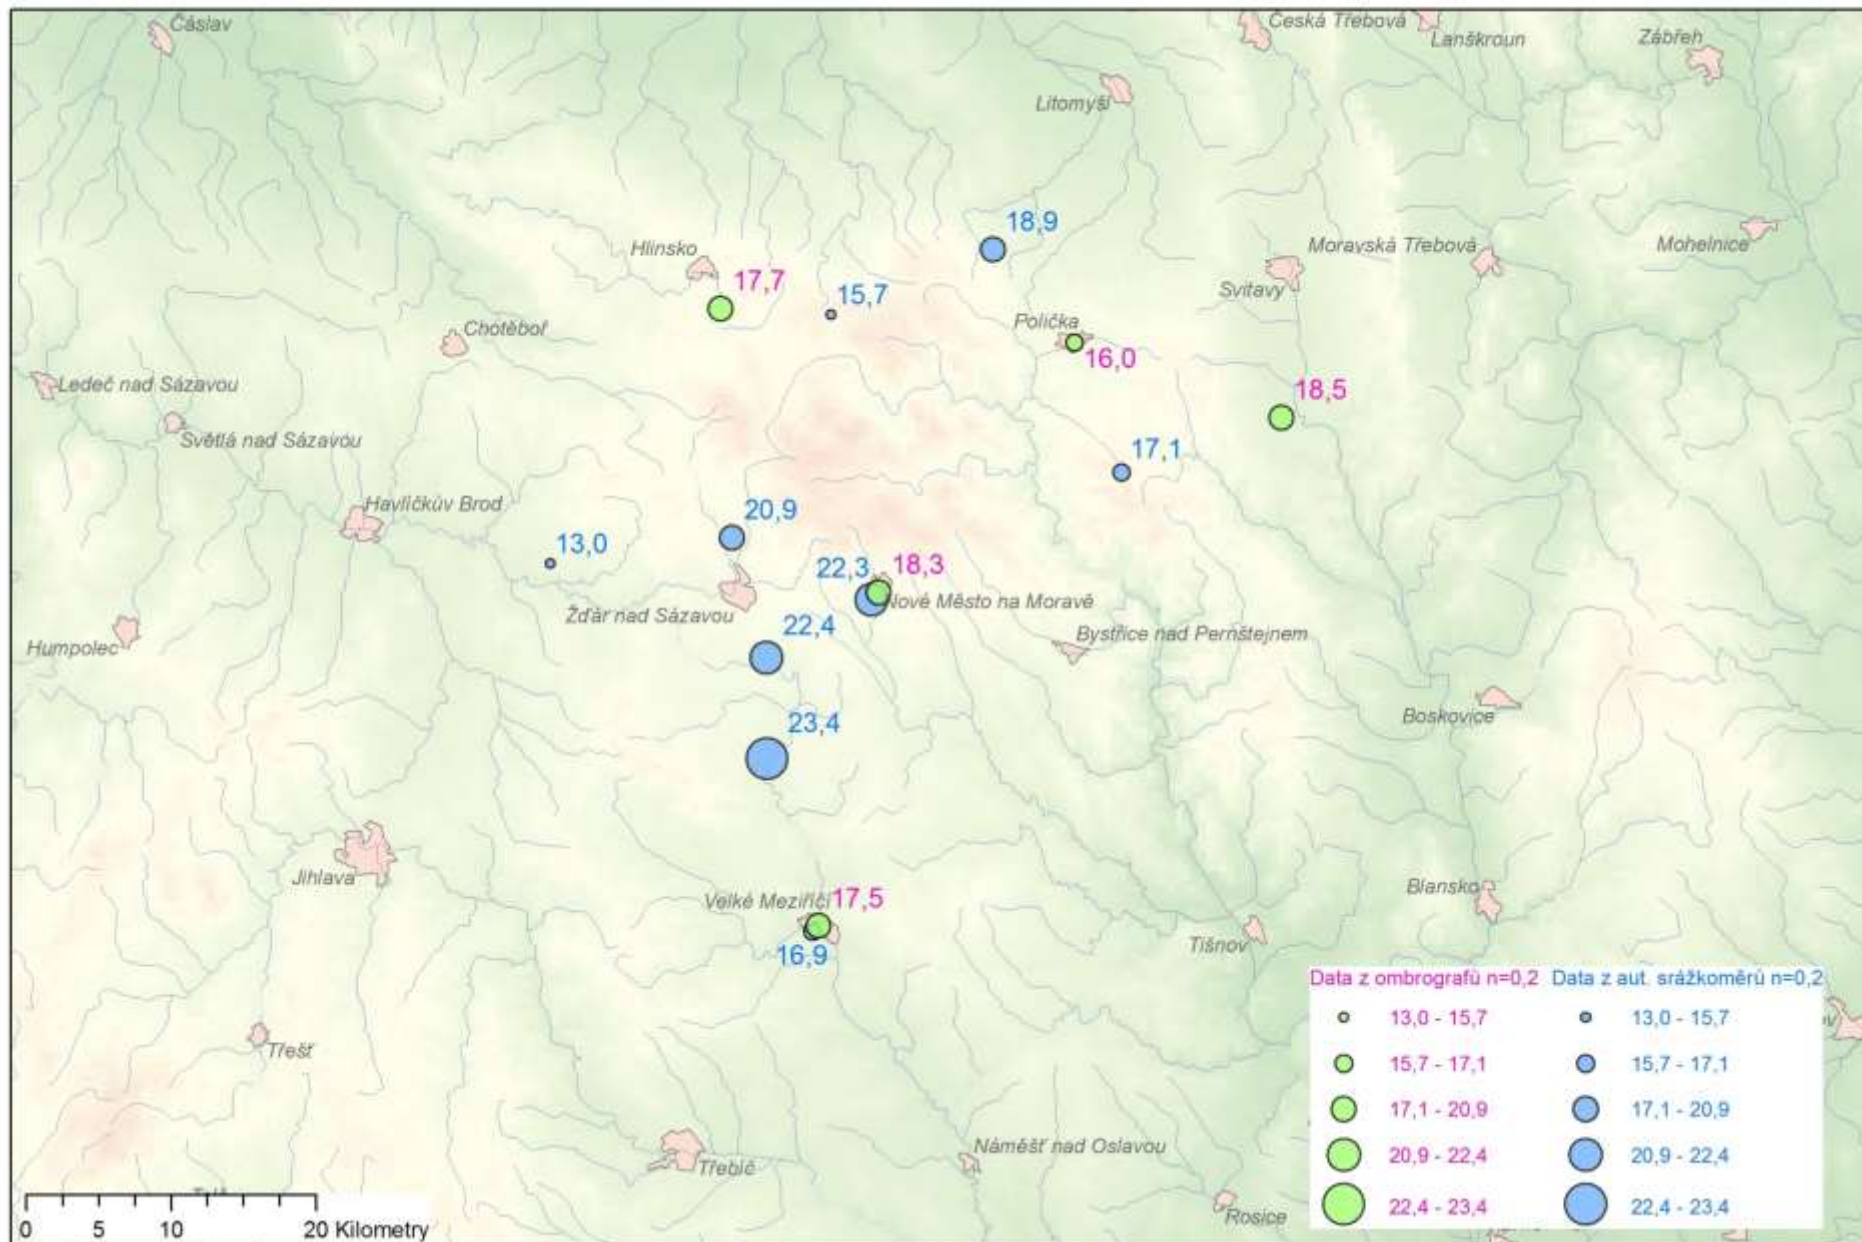 Čáslav
Česká Třebová
Lanškroun
Zábřeh
Litomyšl
18,9
Hlinsko
Moravská Třebová
Mohelnice
17,7
15,7
Svitavy
Chotěboř
Polička
16,0
Ledeč nad Sázavou
18,5
Světlá nad Sázavou
17,1
Havlíčkův Brod
20,9
13,0
22,3
18,3
Nové Město na Moravě
Žďár nad Sázavou
22,4
Bystřice nad Pernštejnem
Humpolec
23,4
Boskovice
Jihlava
Velké Meziříčí
17,5
Blansko
16,9
Tišnov
Data z ombrografů n=0,2 Data z aut. srážkoměrů n=0,2
13,0 - 15,7 13,0 - 15,7
15,7 - 17,1 15,7 - 17,1
17,1 - 20,9 17,1 - 20,9
20,9 - 22,4 20,9 - 22,4
22,4 - 23,4 22,4 - 23,4
Třešť
Třebíč
Náměšť nad Oslavou
Rosice
0 5 10 20 Kilometry